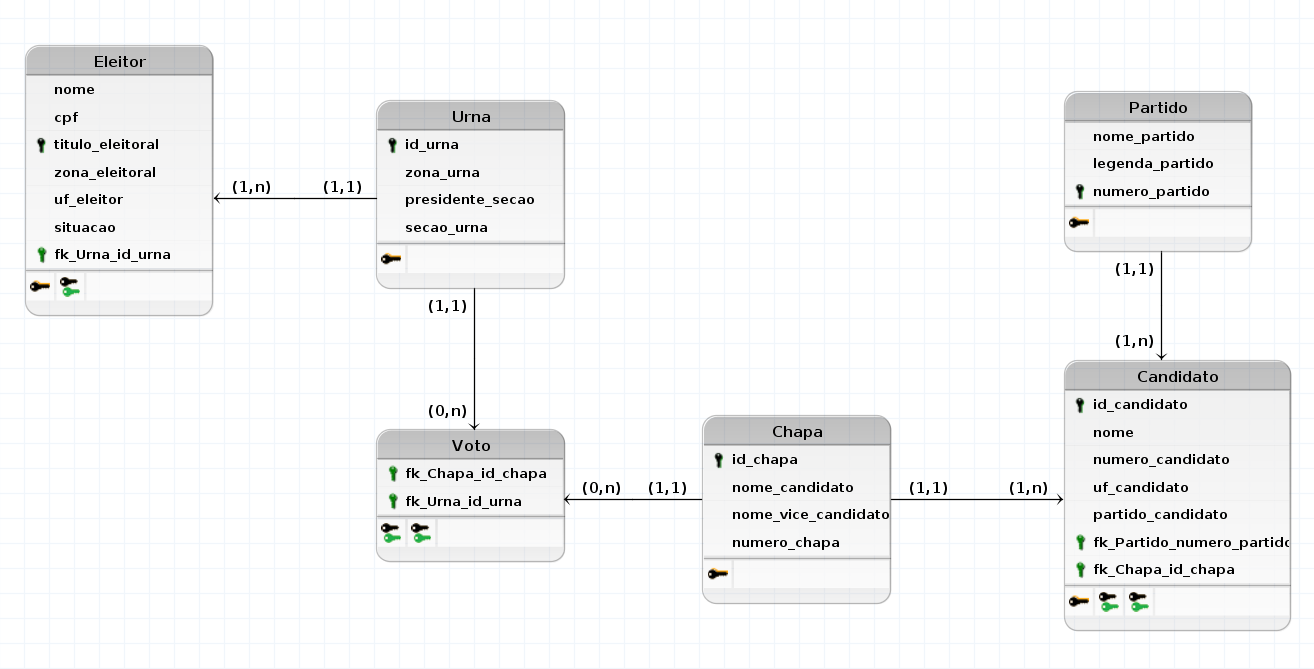 Eleitor
nome
cpf
titulo_eleitoral
zona_eleitoral
uf_eleitor
situacao
fk_Urna_id_urna
(1,n)
(1,1)
Urna
id_urna
zona_urna
presidente_secao
secao_urna
(1,1)
(0,n)
Voto
fk_Chapa_id_chapa
fk_Urna_id_urna
(0,n)
(1,1)
Chapa
id_chapa
nome_candidato
nome_vice_candidato
numero_chapa
(1,1)
(1,n)
Partido
nome_partido
legenda_partido
numero_partido
(1,1)
(1,n)
Candidato
id_candidato
nome
numero_candidato
uf_candidato
partido_candidato
fk_Partido_numero_partido
fk_Chapa_id_chapa